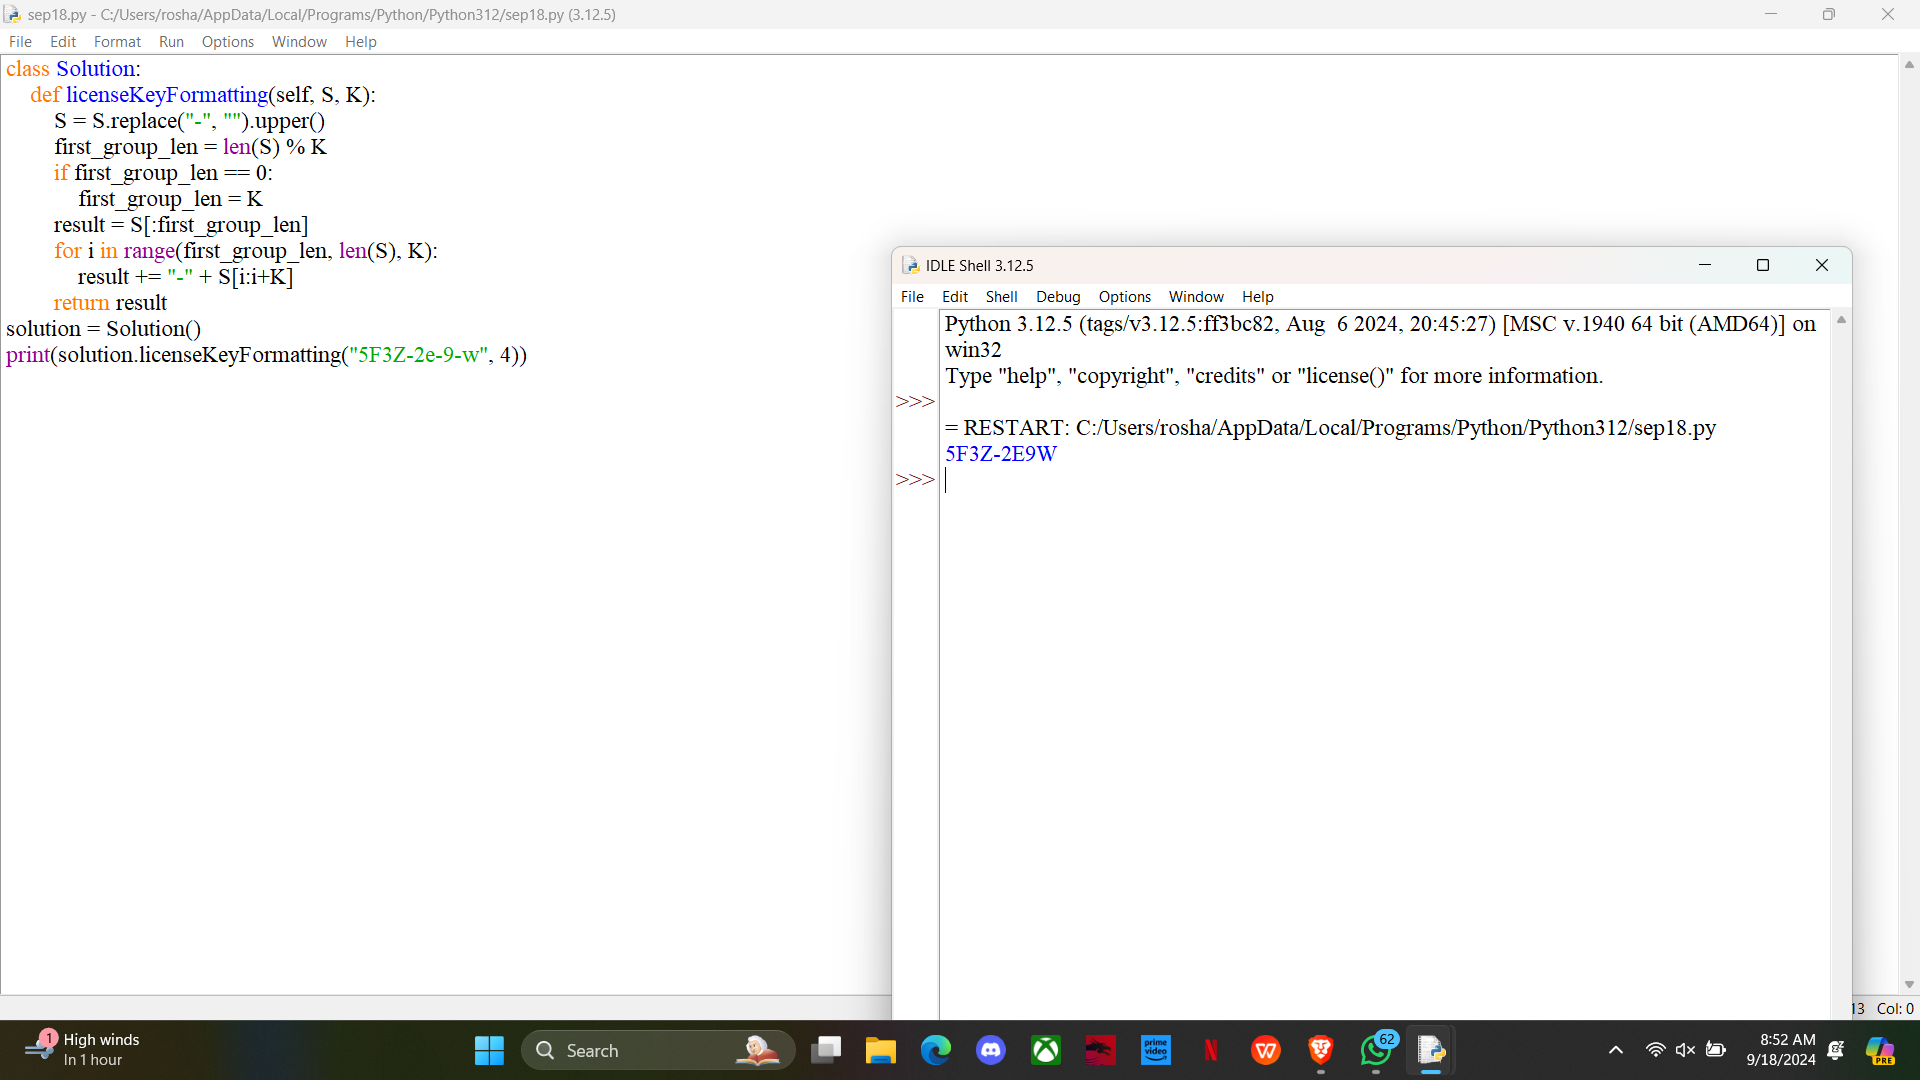 sep18.py - C:/Users/rosha/AppData/Local/Programs/Python/Python312/sep18.py (3.12.5)
File Edit Format Run Options Window Help
class Solution:
    def licenseKeyFormatting(self, S, K):
        S = S.replace("-", "").upper()
        first_group_len = len(S) % K
        if first_group_len == 0:
            first_group_len = K
        result = S[:first_group_len]
        for i in range(first_group_len, len(S), K):
            result += "-" + S[i:i+K]
        return result
solution = Solution()
print(solution.licenseKeyFormatting("5F3Z-2e-9-w", 4))
IDLE Shell 3.12.5
File Edit Shell Debug Options Window Help
Python 3.12.5 (tags/v3.12.5:ff3bc82, Aug  6 2024, 20:45:27) [MSC v.1940 64 bit (AMD64)] on
win32
Type "help", "copyright", "credits" or "license()" for more information.
>>>
= RESTART: C:/Users/rosha/AppData/Local/Programs/Python/Python312/sep18.py
5F3Z-2E9W
>>>
13 Col: 0
1
High winds
In 1 hour
Search
prime video
N
W
62
8:52 AM
9/18/2024
PRE